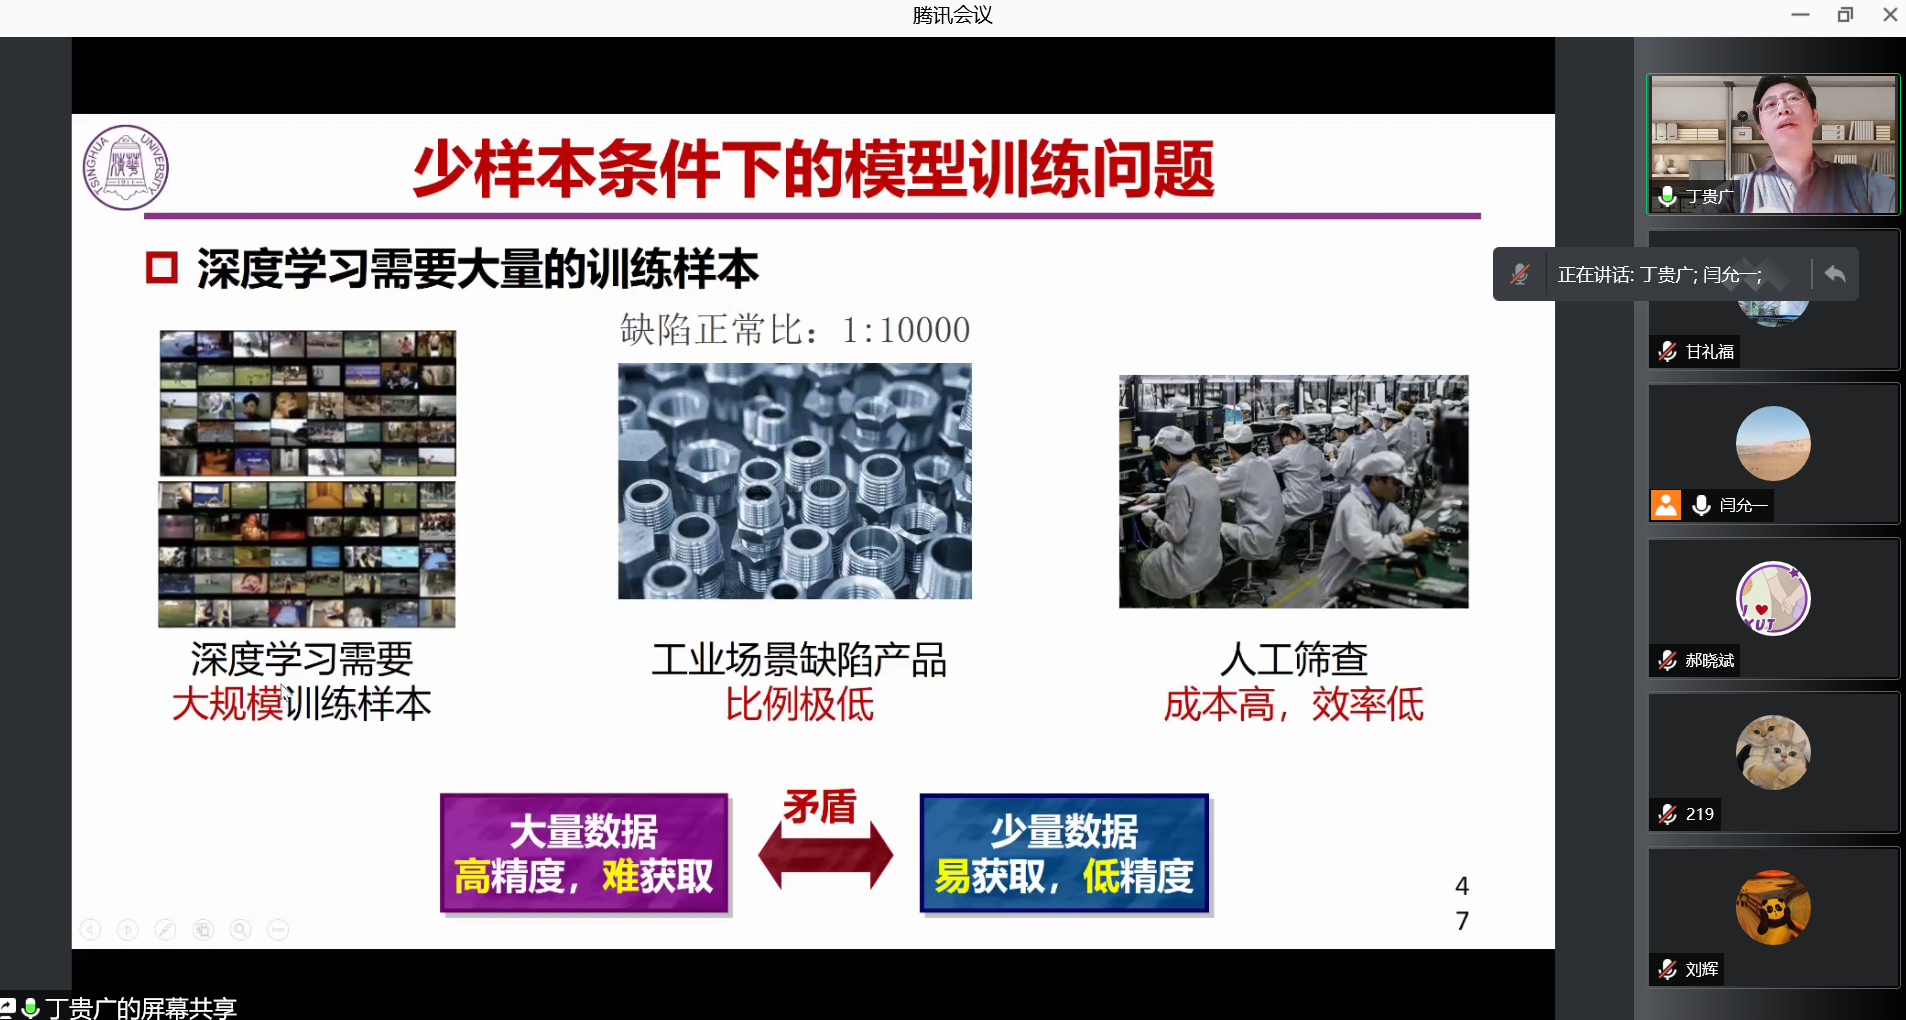 腾讯会议
TSINGHUA UNIVERSITY
清华
1911
少样本条件下的模型训练问题
深度学习需要大量的训练样本
缺陷正常比：1:10000
深度学习需要
大规模训练样本
工业场景缺陷产品
比例极低
人工筛查
成本高，效率低
大量数据
高精度，难获取
矛盾
少量数据
易获取，低精度
4
7
丁贵广的屏幕共享
丁贵广
正在讲话: 丁贵广; 闫允一;
甘礼福
闫允一
I
XUT
郝晓斌
219
刘辉